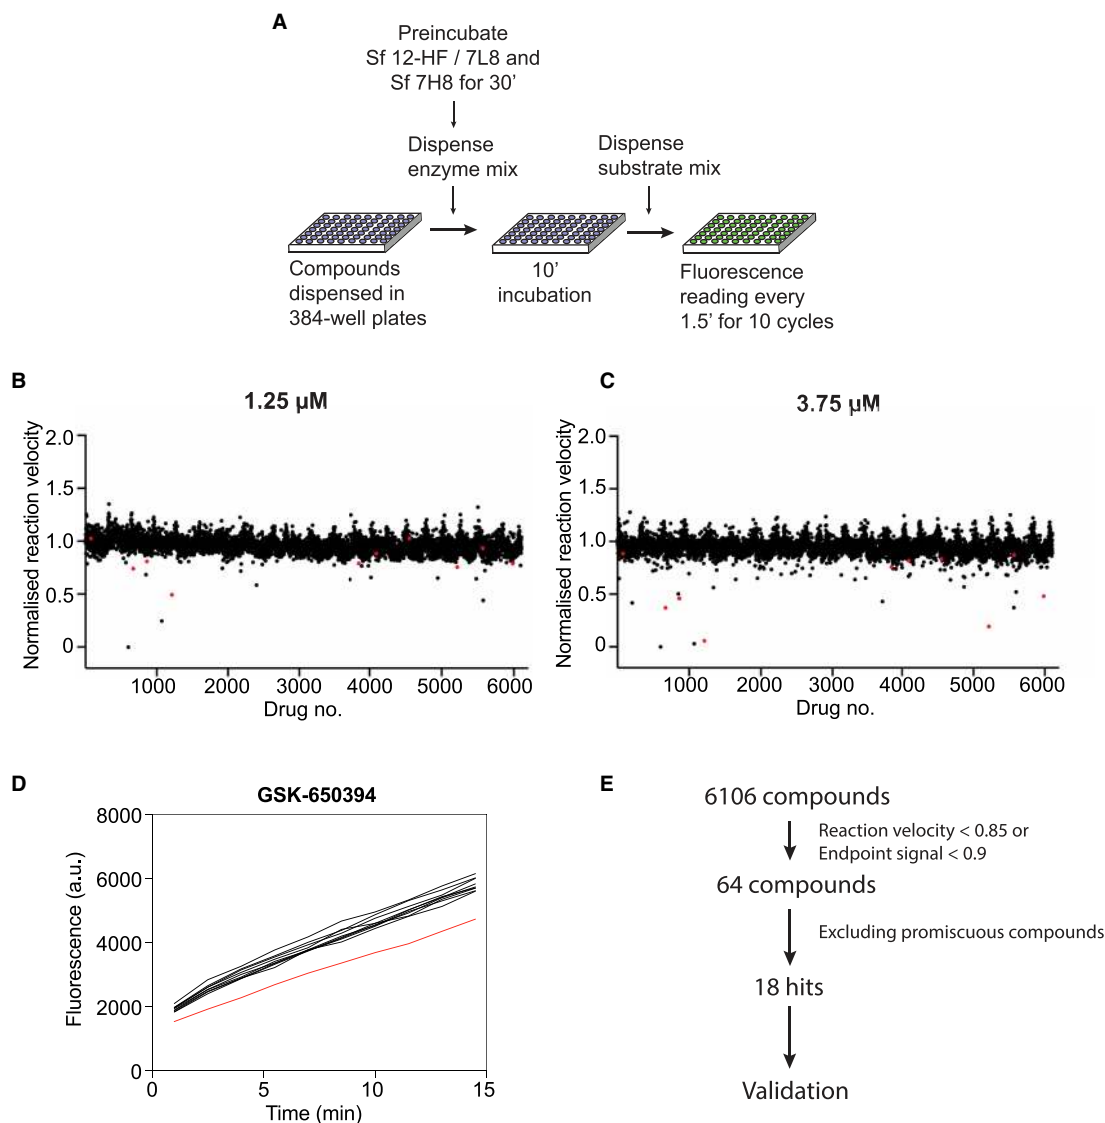 A
Preincubate
Sf 12-HF / 7L8 and
Sf 7H8 for 30’
Dispense
enzyme mix
Dispense
substrate mix
Compounds
dispensed in
384-well plates
10’
incubation
Fluorescence
reading every
1.5’ for 10 cycles
B
1.25 µM
Normalised reaction velocity
2.0
1.5
1.0
0.5
0
1000
2000
3000
4000
5000
6000
Drug no.
C
3.75 µM
Normalised reaction velocity
2.0
1.5
1.0
0.5
0
1000
2000
3000
4000
5000
6000
Drug no.
D
GSK-650394
Fluorescence (a.u.)
8000
6000
4000
2000
0
0
5
10
15
Time (min)
E
6106 compounds
Reaction velocity < 0.85 or
Endpoint signal < 0.9
64 compounds
Excluding promiscuous compounds
18 hits
Validation